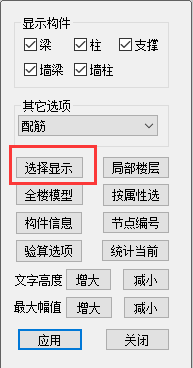 显示构件
梁 柱 支撑
墙梁 墙柱
其它选项
配筋
选择显示 局部楼层
全楼模型 按属性选
构件信息 节点编号
验算选项 统计当前
文字高度 增大 减小
最大幅值 增大 减小
应用 关闭